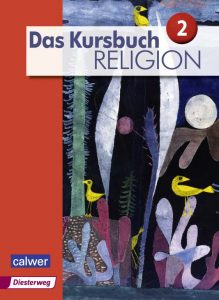 Das Kursbuch 2
RELIGION
calwer
Diesterweg